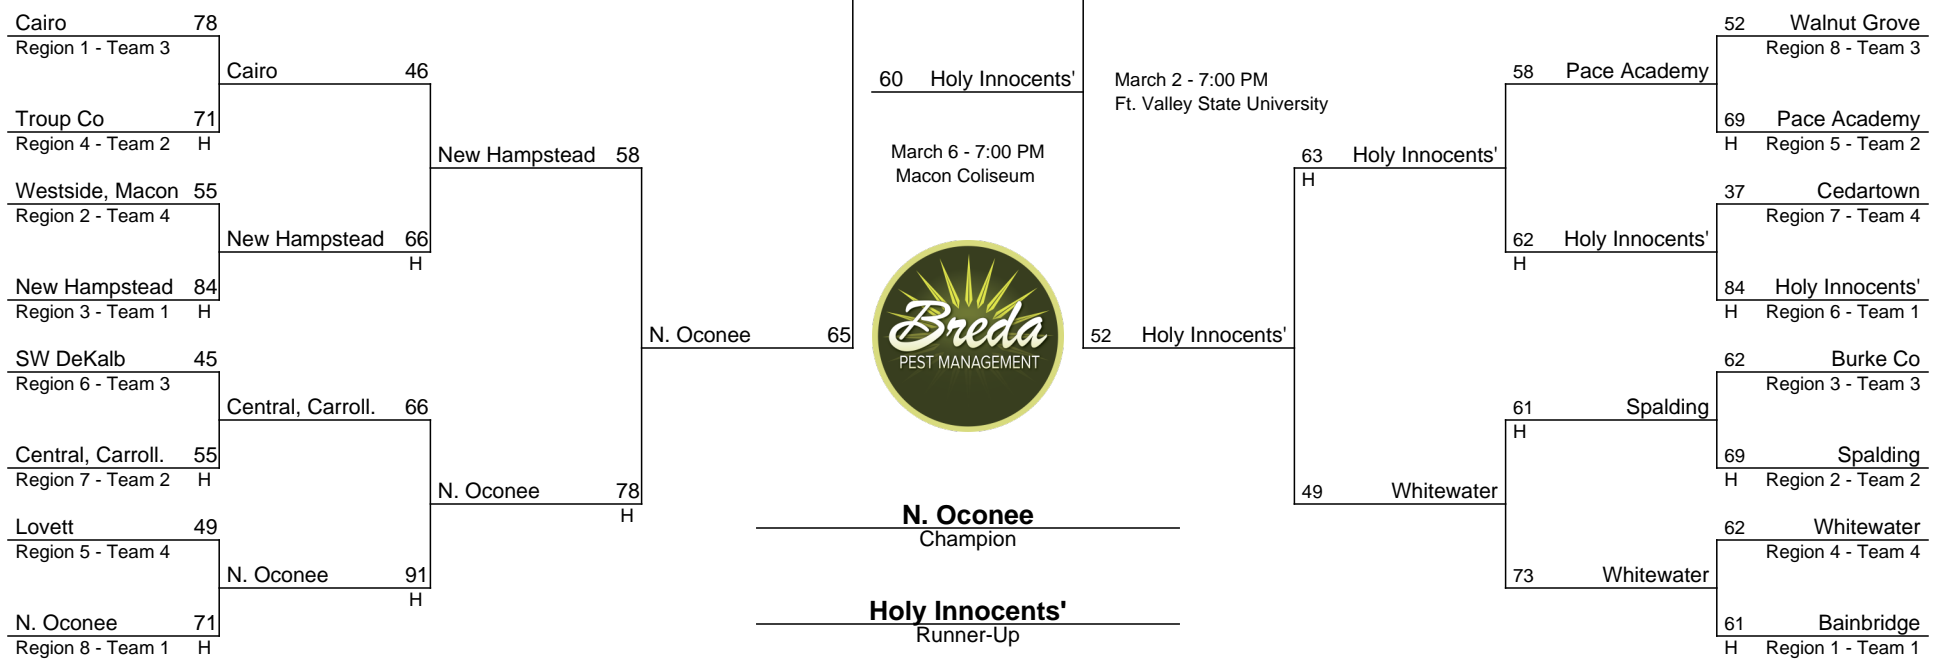 Cairo 78
Region 1 - Team 3
Cairo 46
Troup Co 71
Region 4 - Team 2 H
New Hampstead 58
Westside, Macon 55
Region 2 - Team 4
New Hampstead 66
H
New Hampstead 84
Region 3 - Team 1 H
N. Oconee 65
SW DeKalb 45
Region 6 - Team 3
Central, Carroll. 66
Central, Carroll. 55
Region 7 - Team 2 H
N. Oconee 78
H
Lovett 49
Region 5 - Team 4
N. Oconee 91
H
N. Oconee 71
Region 8 - Team 1 H
60 Holy Innocents'
March 6 - 7:00 PM
Macon Coliseum
Breda
PEST MANAGEMENT
N. Oconee
Champion
Holy Innocents'
Runner-Up
March 2 - 7:00 PM
Ft. Valley State University
52 Holy Innocents'
63 Holy Innocents'
H
49 Whitewater
58 Pace Academy
62 Holy Innocents'
H
61 Spalding
H
73 Whitewater
52 Walnut Grove
Region 8 - Team 3
69 Pace Academy
H Region 5 - Team 2
37 Cedartown
Region 7 - Team 4
84 Holy Innocents'
H Region 6 - Team 1
62 Burke Co
Region 3 - Team 3
69 Spalding
H Region 2 - Team 2
62 Whitewater
Region 4 - Team 4
61 Bainbridge
H Region 1 - Team 1